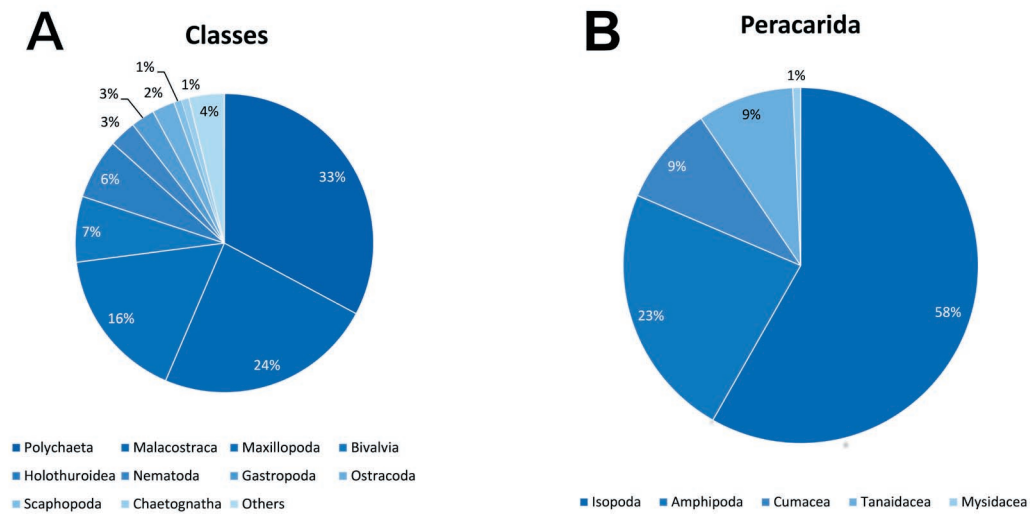 A
Classes
1%
1%
3%
2%
4%
3%
33%
6%
7%
16%
24%
Polychaeta Malacostraca Maxillopoda Bivalvia
Holothuroidea Nematoda Gastropoda Ostracoda
Scaphopoda Chaetognatha Others
B
Peracarida
1%
9%
9%
23%
58%
Isopoda Amphipoda Cumacea Tanaidacea Mysidacea